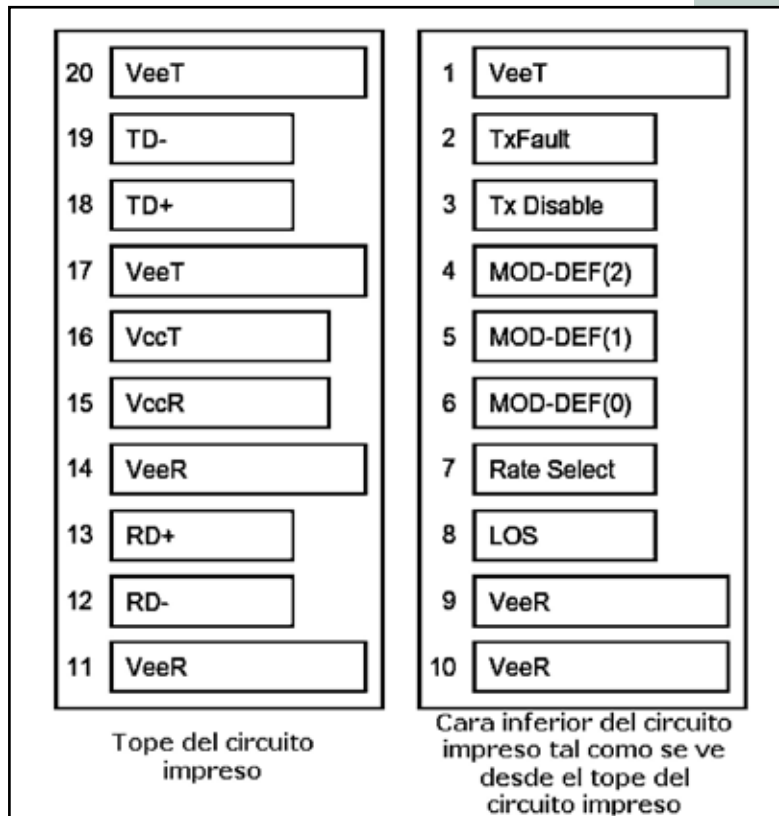 20 VeeT
19 TD-
18 TD+
17 VeeT
16 VccT
15 VccR
14 VeeR
13 RD+
12 RD-
11 VeeR
Tope del circuito
impreso
1 VeeT
2 TxFault
3 Tx Disable
4 MOD-DEF(2)
5 MOD-DEF(1)
6 MOD-DEF(0)
7 Rate Select
8 LOS
9 VeeR
10 VeeR
Cara inferior del circuito
impreso tal como se ve
desde el tope del
circuito impreso